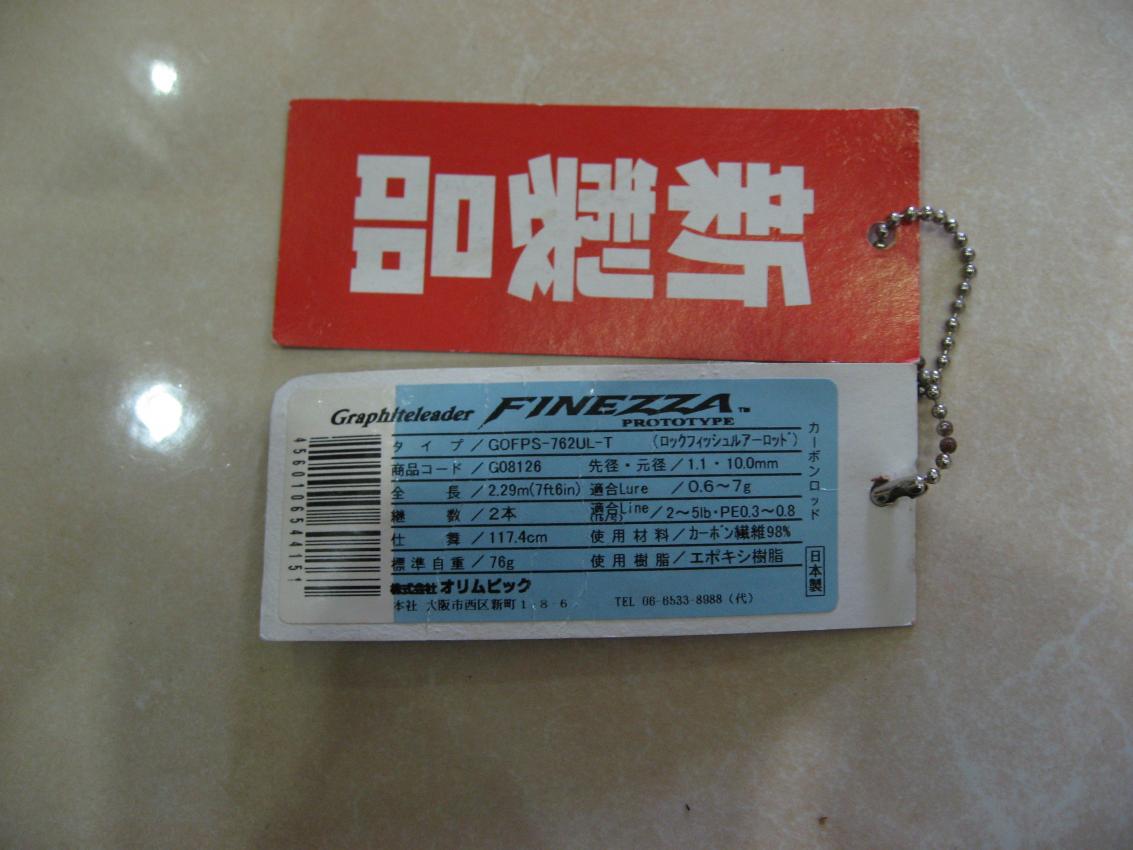 新製品
Graphiteleader FINEZZA™
PROTOTYPE
タイプ/GOFPS-762UL-T (ロックフィッシュルアーロッド)
商品コード/G08126 先径・元径/1.1・10.0mm
全長/2.29m(7ft6in) 適合Lure/0.6～7g
継数/2本 適合Line(lb/号)/2～5lb・PE0.3～0.8
仕舞/117.4cm 使用材料/カーボン繊維98%
標準自重/76g 使用樹脂/エポキシ樹脂
株式会社オリムピック
本社 大阪市西区新町1-8-6 TEL 06-6533-8988(代)
カーボンロッド
日本製
4560106544151